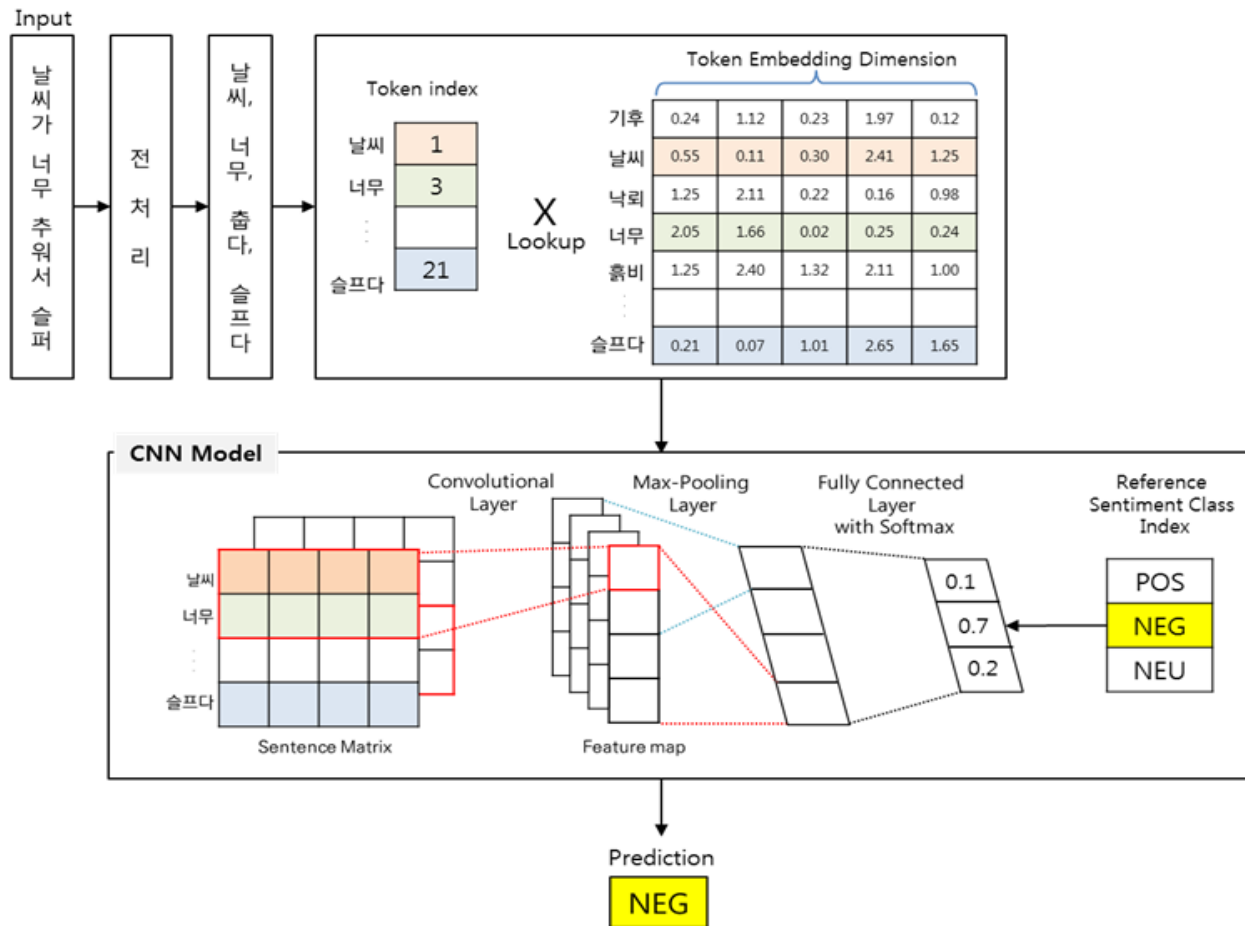 Input
날씨가 너무 추워서 슬퍼
전처리
날씨, 너무, 춥다, 슬프다
Token index
날씨 1
너무 3
⋮
슬프다 21
X
Lookup
Token Embedding Dimension
기후 0.24 1.12 0.23 1.97 0.12
날씨 0.55 0.11 0.30 2.41 1.25
낙뢰 1.25 2.11 0.22 0.16 0.98
너무 2.05 1.66 0.02 0.25 0.24
흙비 1.25 2.40 1.32 2.11 1.00
⋮
슬프다 0.21 0.07 1.01 2.65 1.65
CNN Model
Convolutional
Layer
Max-Pooling
Layer
Fully Connected
Layer
with Softmax
Reference
Sentiment Class
Index
날씨
너무
⋮
슬프다
Sentence Matrix
Feature map
0.1
0.7
0.2
POS
NEG
NEU
Prediction
NEG